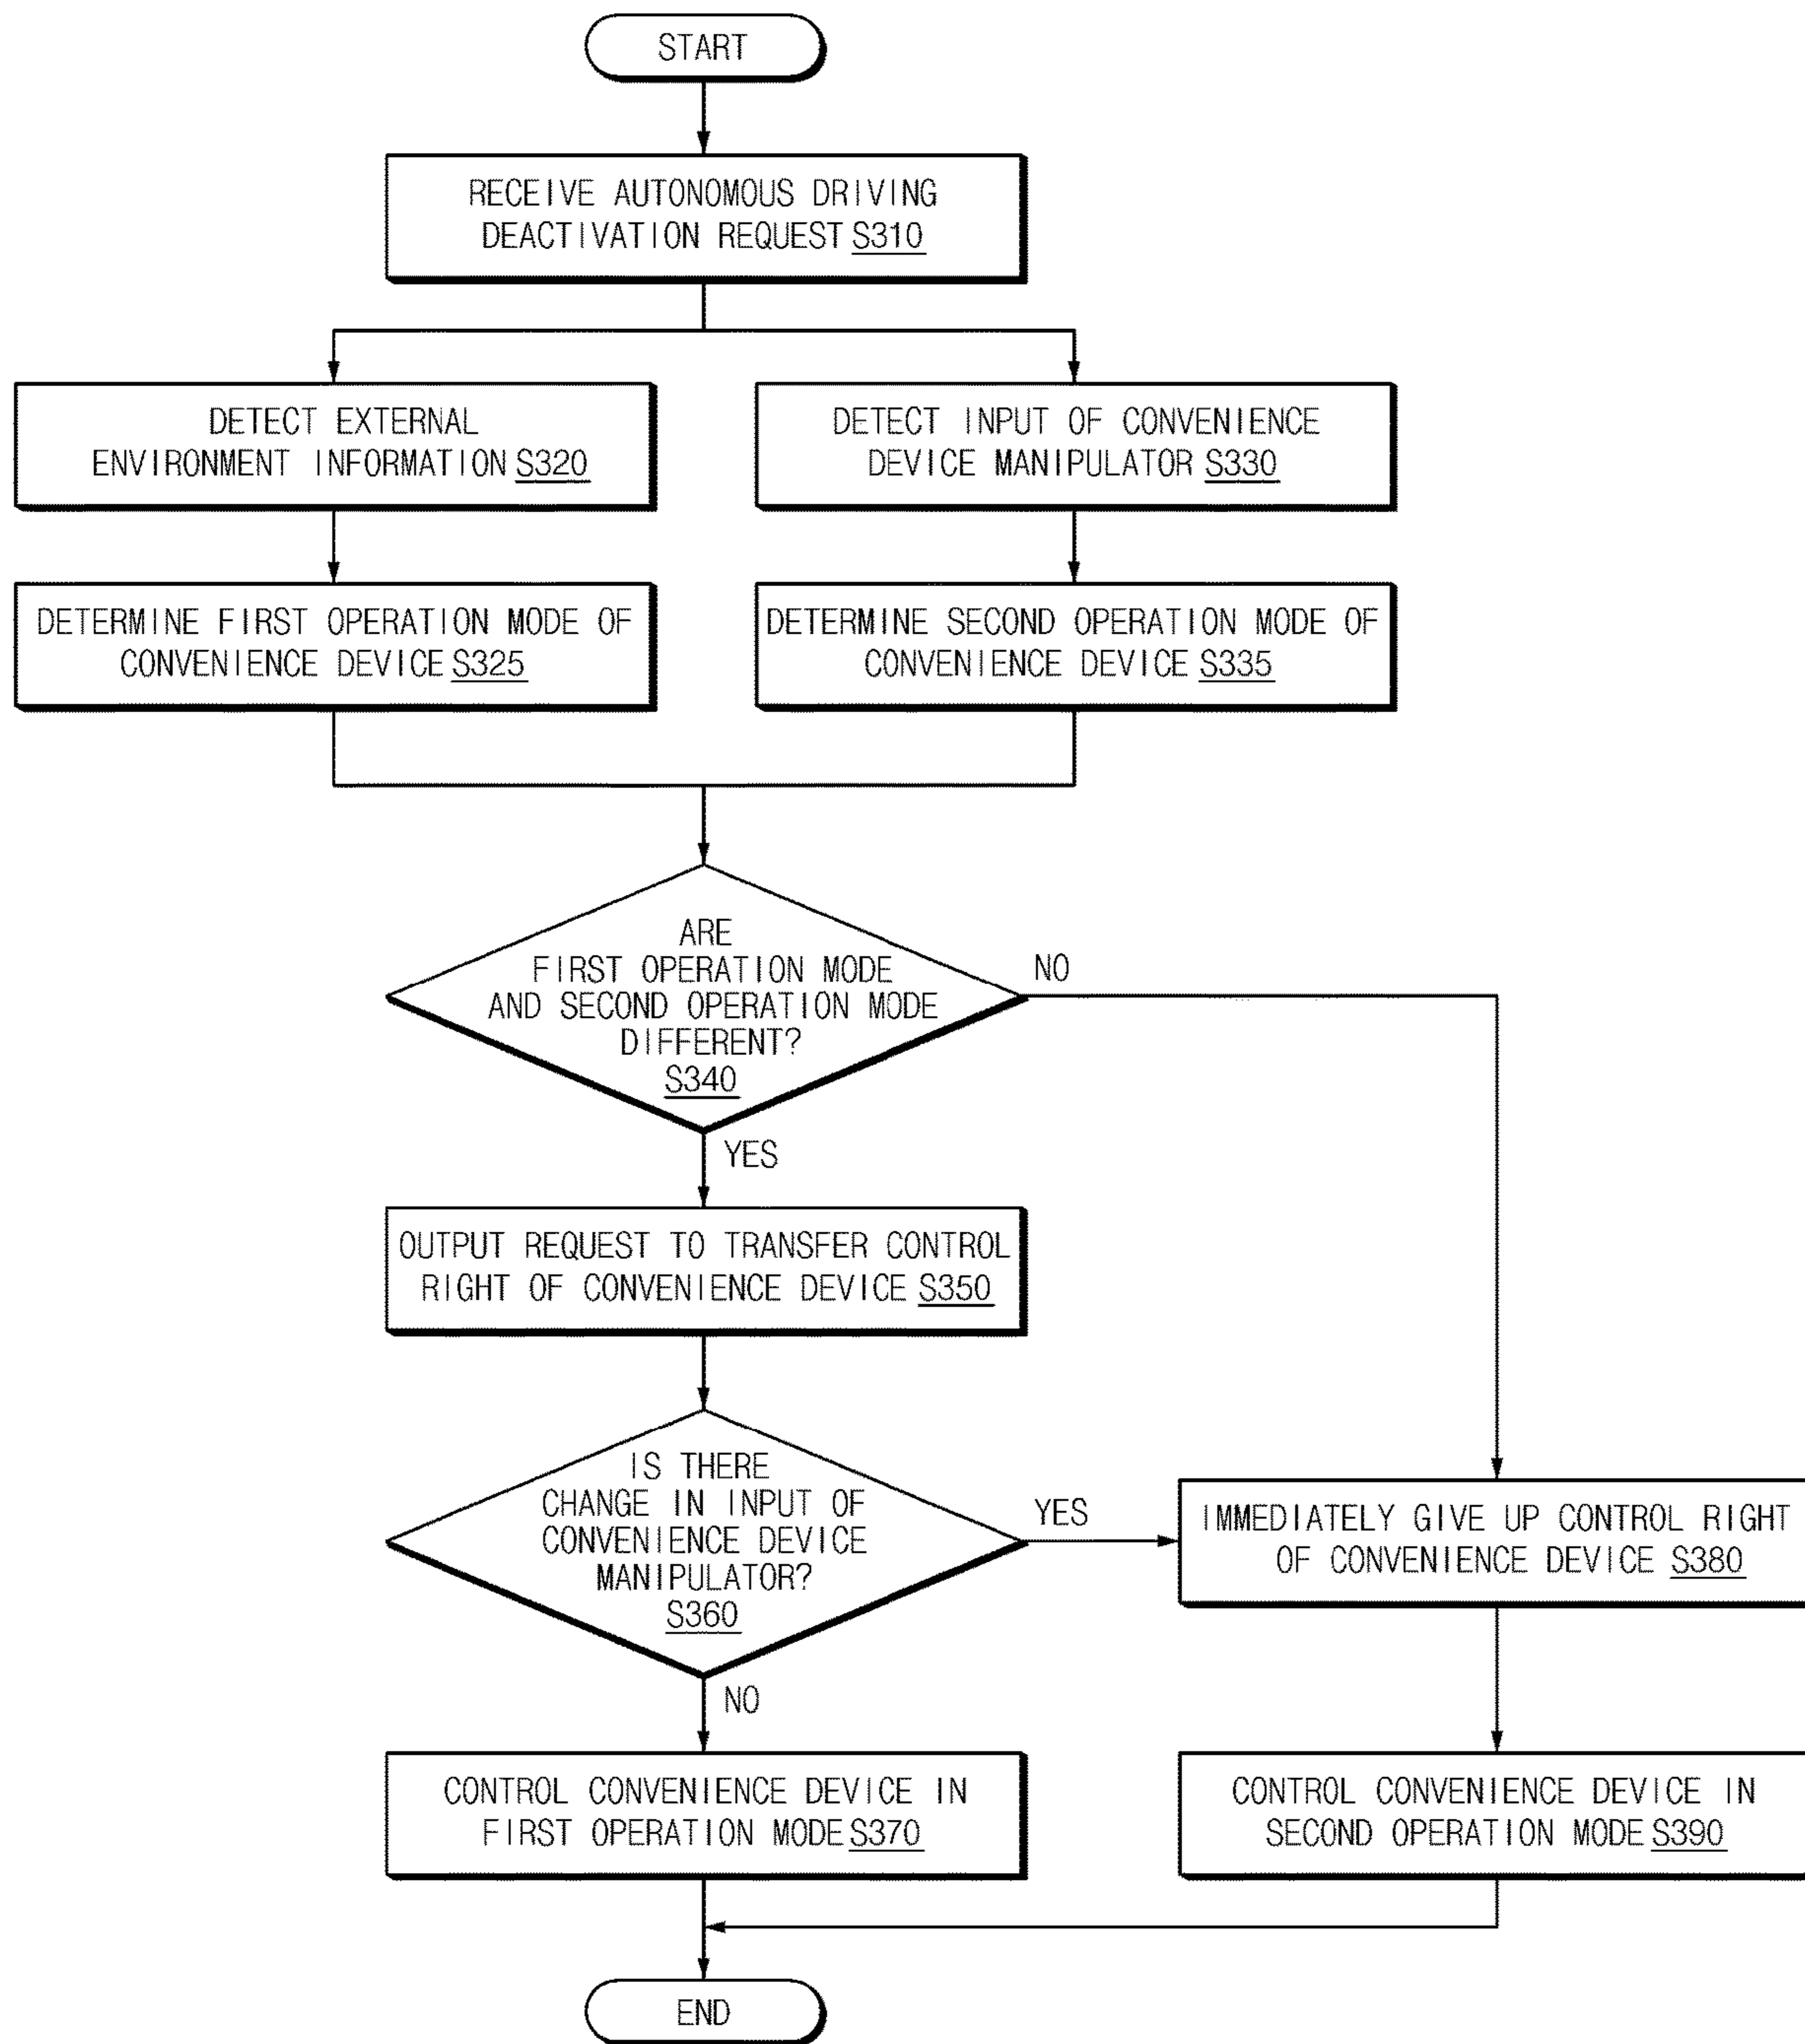 START
RECEIVE AUTONOMOUS DRIVING
DEACTIVATION REQUEST S310
DETECT EXTERNAL
ENVIRONMENT INFORMATION S320
DETECT INPUT OF CONVENIENCE
DEVICE MANIPULATOR S330
DETERMINE FIRST OPERATION MODE OF
CONVENIENCE DEVICE S325
DETERMINE SECOND OPERATION MODE OF
CONVENIENCE DEVICE S335
ARE
FIRST OPERATION MODE
AND SECOND OPERATION MODE
DIFFERENT?
S340
NO
YES
OUTPUT REQUEST TO TRANSFER CONTROL
RIGHT OF CONVENIENCE DEVICE S350
IS THERE
CHANGE IN INPUT OF
CONVENIENCE DEVICE
MANIPULATOR?
S360
YES
NO
IMMEDIATELY GIVE UP CONTROL RIGHT
OF CONVENIENCE DEVICE S380
CONTROL CONVENIENCE DEVICE IN
FIRST OPERATION MODE S370
CONTROL CONVENIENCE DEVICE IN
SECOND OPERATION MODE S390
END